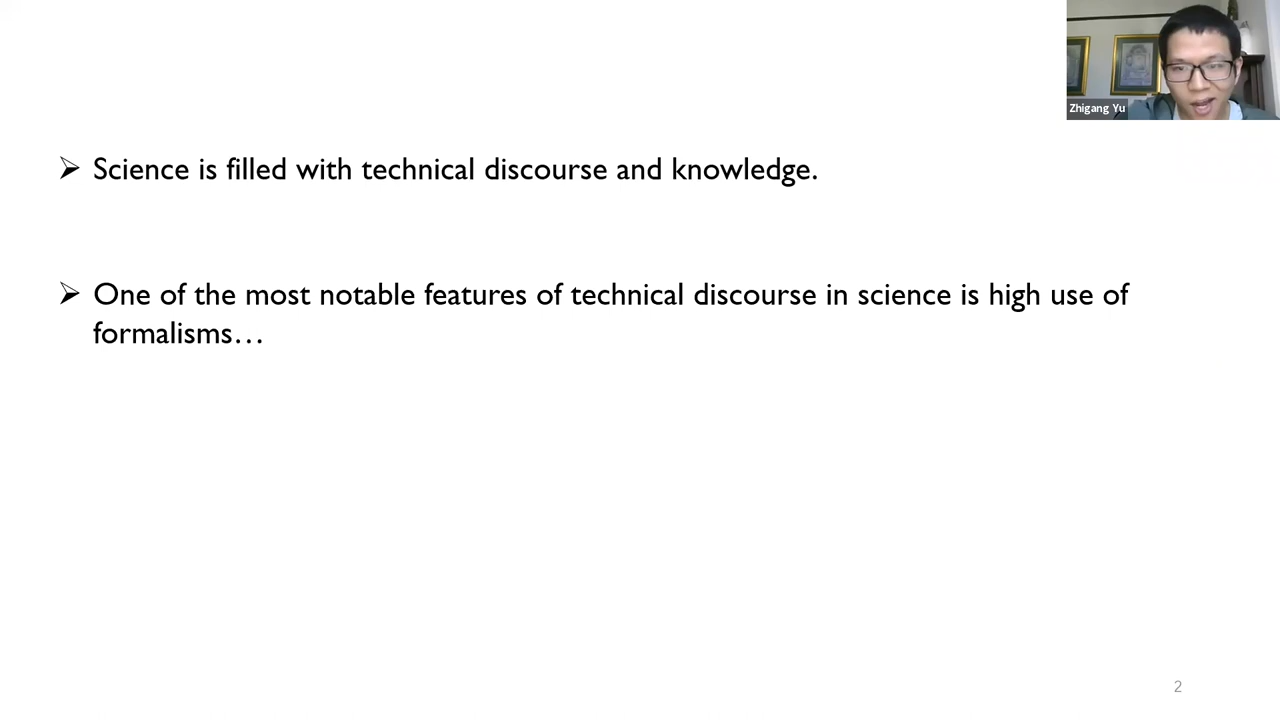 Zhigang Yu
➢ Science is filled with technical discourse and knowledge.
➢ One of the most notable features of technical discourse in science is high use of
formalisms…
2